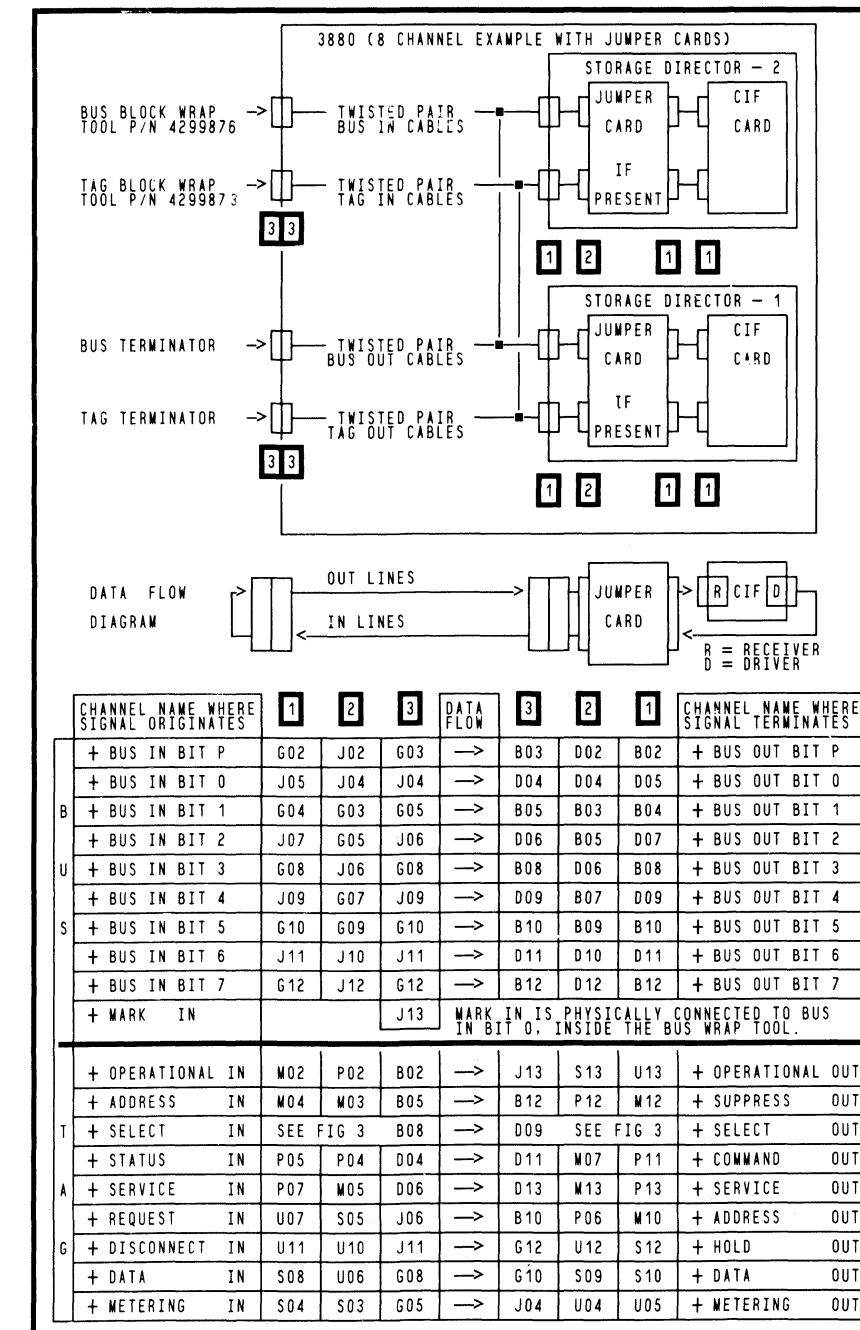 3880 (8 CHANNEL EXAMPLE WITH JUMPER CARDS)
STORAGE DIRECTOR — 2
BUS BLOCK WRAP
TOOL P/N 4299876
TWISTED PAIR
BUS IN CABLES
JUMPER
CARD
IF
PRESENT
CIF
CARD
TAG BLOCK WRAP
TOOL P/N 4299873
TWISTED PAIR
TAG IN CABLES
3 3
1 2 1 1
STORAGE DIRECTOR — 1
BUS TERMINATOR
TWISTED PAIR
BUS OUT CABLES
JUMPER
CARD
IF
PRESENT
CIF
CARD
TAG TERMINATOR
TWISTED PAIR
TAG OUT CABLES
3 3
1 2 1 1
DATA FLOW
DIAGRAM
OUT LINES
IN LINES
JUMPER
CARD
R CIF D
R = RECEIVER
D = DRIVER
CHANNEL NAME WHERE
SIGNAL ORIGINATES
1 2 3
DATA
FLOW
3 2 1
CHANNEL NAME WHERE
SIGNAL TERMINATES
BUS
+ BUS IN BIT P G02 J02 G03 —> B03 D02 B02 + BUS OUT BIT P
+ BUS IN BIT 0 J05 J04 J04 —> D04 D04 D05 + BUS OUT BIT 0
+ BUS IN BIT 1 G04 G03 G05 —> B05 B03 B04 + BUS OUT BIT 1
+ BUS IN BIT 2 J07 G05 J06 —> D06 B05 D07 + BUS OUT BIT 2
+ BUS IN BIT 3 G08 J06 G08 —> B08 D06 B08 + BUS OUT BIT 3
+ BUS IN BIT 4 J09 G07 J09 —> D09 B07 D09 + BUS OUT BIT 4
+ BUS IN BIT 5 G10 G09 G10 —> B10 B09 B10 + BUS OUT BIT 5
+ BUS IN BIT 6 J11 J10 J11 —> D11 D10 D11 + BUS OUT BIT 6
+ BUS IN BIT 7 G12 J12 G12 —> B12 D12 B12 + BUS OUT BIT 7
+ MARK IN J13 MARK IN IS PHYSICALLY CONNECTED TO BUS
IN BIT 0, INSIDE THE BUS WRAP TOOL.
TAG
+ OPERATIONAL IN M02 P02 B02 —> J13 S13 U13 + OPERATIONAL OUT
+ ADDRESS IN M04 M03 B05 —> B12 P12 M12 + SUPPRESS OUT
+ SELECT IN SEE FIG 3 B08 —> D09 SEE FIG 3 + SELECT OUT
+ STATUS IN P05 P04 D04 —> D11 M07 P11 + COMMAND OUT
+ SERVICE IN P07 M05 D06 —> D13 M13 P13 + SERVICE OUT
+ REQUEST IN U07 S05 J06 —> B10 P06 M10 + ADDRESS OUT
+ DISCONNECT IN U11 U10 J11 —> G12 U12 S12 + HOLD OUT
+ DATA IN S08 U06 G08 —> G10 S09 S10 + DATA OUT
+ METERING IN S04 S03 G05 —> J04 U04 U05 + METERING OUT